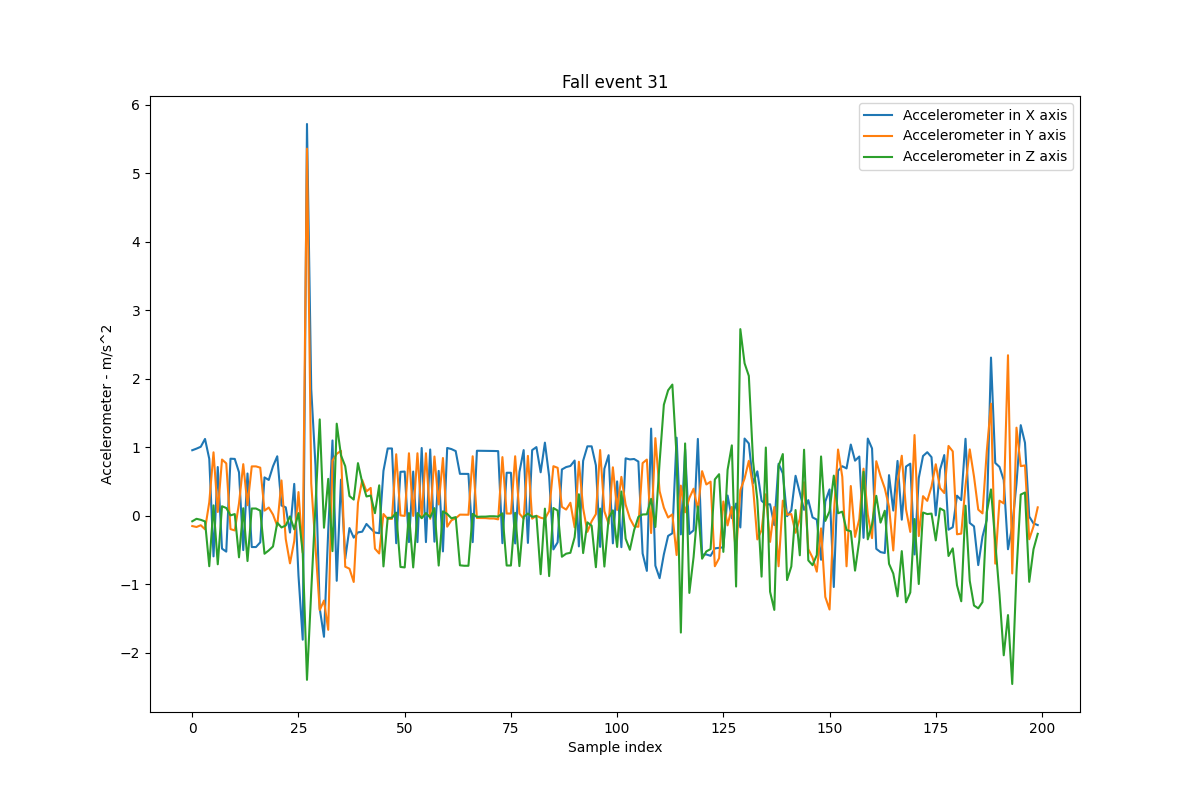 Fall event 31
Accelerometer in X axis
Accelerometer in Y axis
Accelerometer in Z axis
6
5
4
3
2
1
0
−1
−2
Accelerometer - m/s^2
0 25 50 75 100 125 150 175 200
Sample index